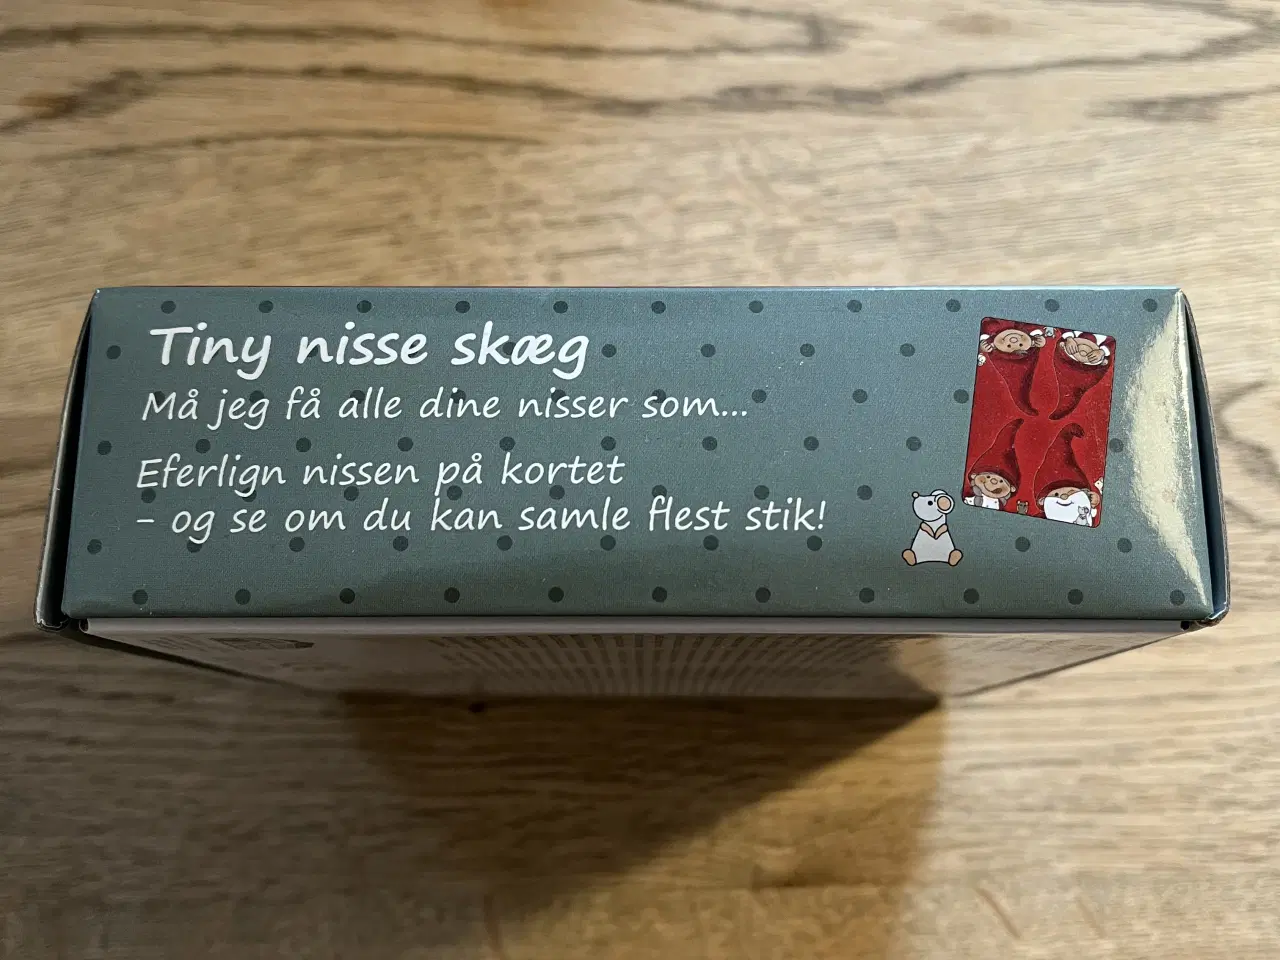 Tiny nisse skæg
Må jeg få alle dine nisser som...
Eferlign nissen på kortet
- og se om du kan samle flest stik!